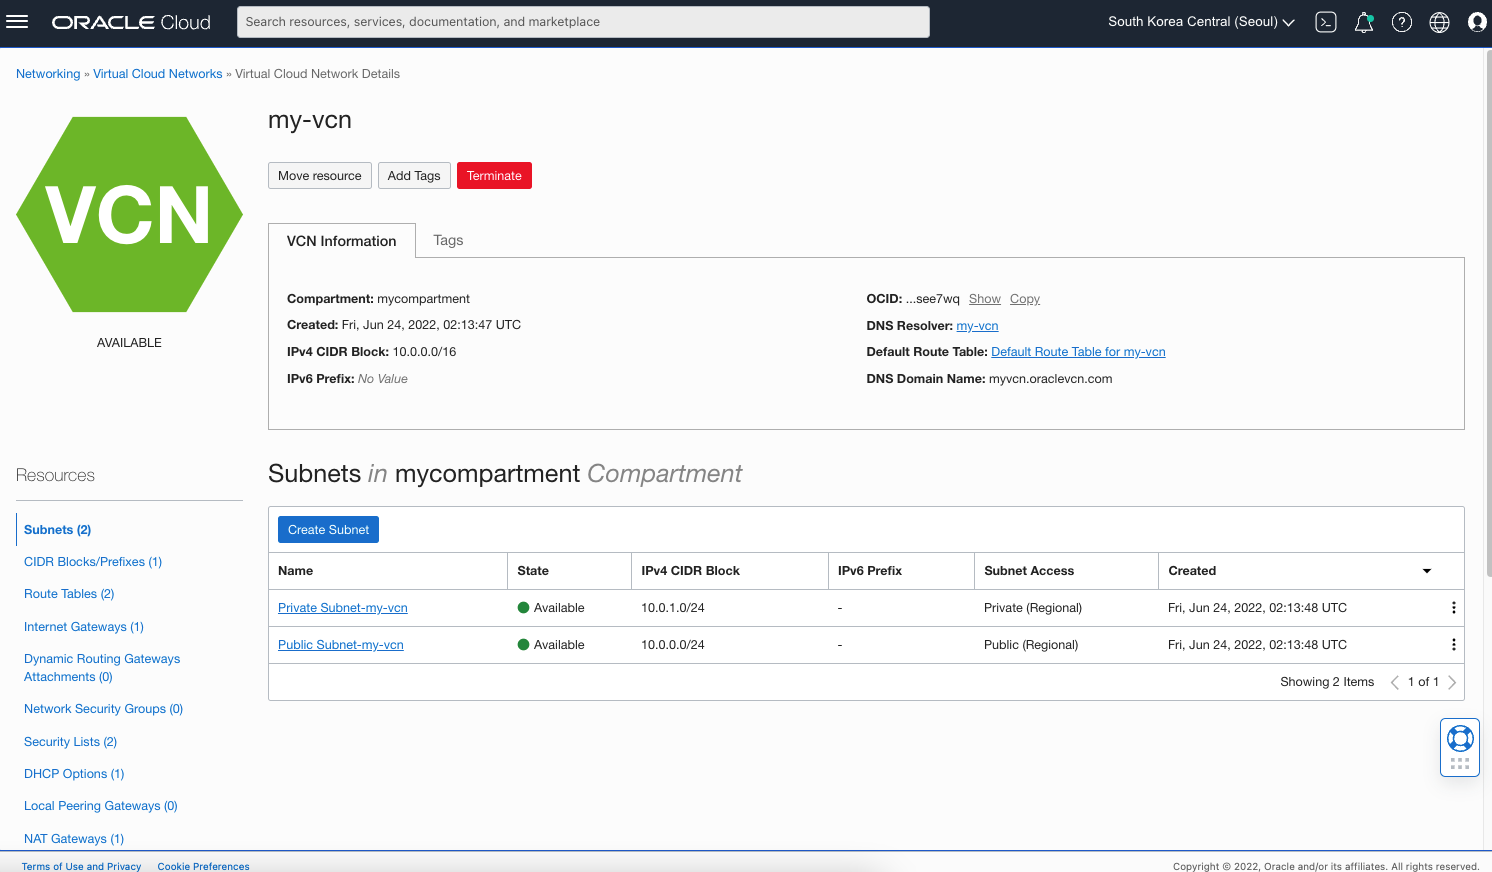 ORACLE Cloud
Search resources, services, documentation, and marketplace
South Korea Central (Seoul)
Networking » Virtual Cloud Networks » Virtual Cloud Network Details
VCN
AVAILABLE
my-vcn
Move resource Add Tags Terminate
VCN Information Tags
Compartment: mycompartment
Created: Fri, Jun 24, 2022, 02:13:47 UTC
IPv4 CIDR Block: 10.0.0.0/16
IPv6 Prefix: No Value
OCID: ...see7wq Show Copy
DNS Resolver: my-vcn
Default Route Table: Default Route Table for my-vcn
DNS Domain Name: myvcn.oraclevcn.com
Resources
Subnets (2)
CIDR Blocks/Prefixes (1)
Route Tables (2)
Internet Gateways (1)
Dynamic Routing Gateways
Attachments (0)
Network Security Groups (0)
Security Lists (2)
DHCP Options (1)
Local Peering Gateways (0)
NAT Gateways (1)
Subnets in mycompartment Compartment
Create Subnet
Name State IPv4 CIDR Block IPv6 Prefix Subnet Access Created
Private Subnet-my-vcn Available 10.0.1.0/24 - Private (Regional) Fri, Jun 24, 2022, 02:13:48 UTC
Public Subnet-my-vcn Available 10.0.0.0/24 - Public (Regional) Fri, Jun 24, 2022, 02:13:48 UTC
Showing 2 Items 1 of 1
Terms of Use and Privacy Cookie Preferences
Copyright © 2022, Oracle and/or its affiliates. All rights reserved.